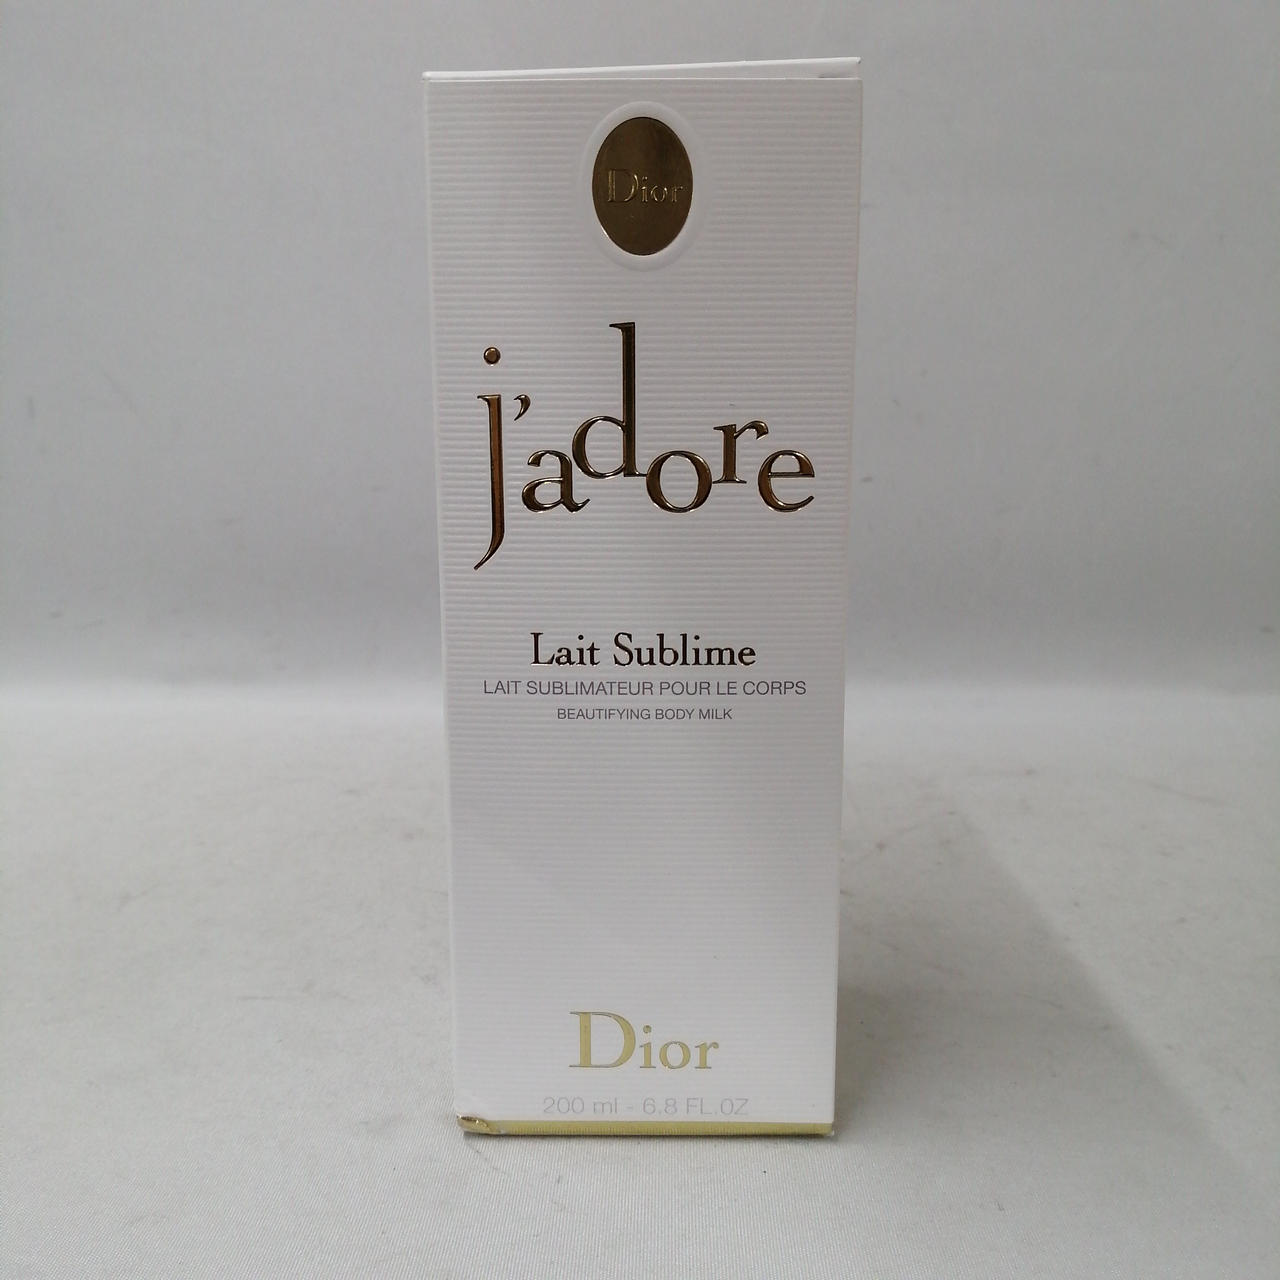 Dior
j'adore
Lait Sublime
LAIT SUBLIMATEUR POUR LE CORPS
BEAUTIFYING BODY MILK
Dior
200 ml - 6.8 FL.OZ